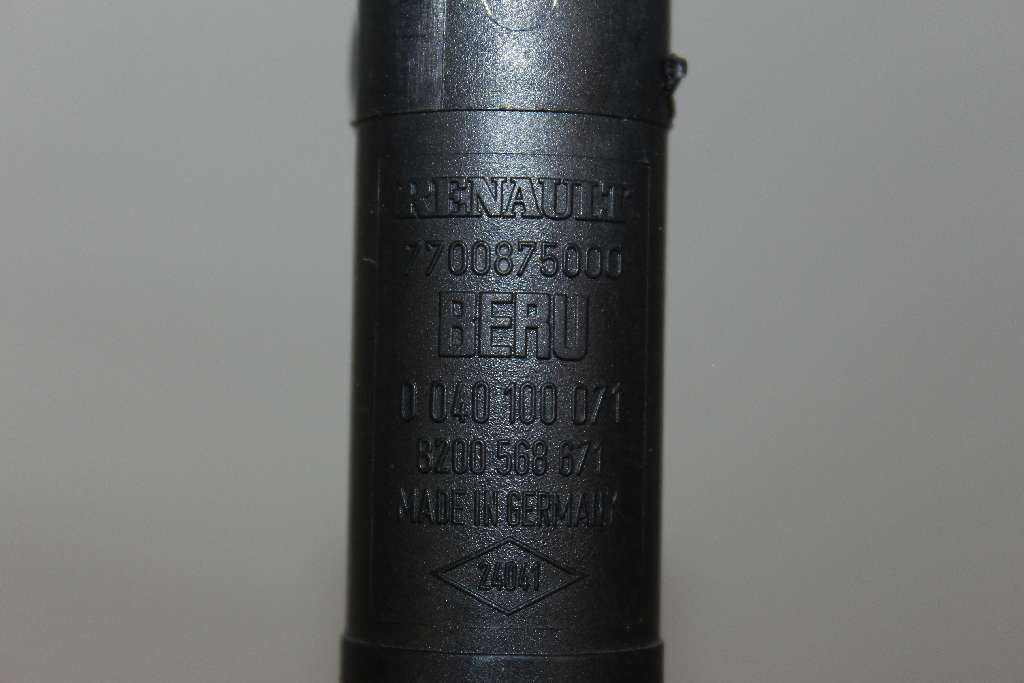 RENAULT
7700875000
BERU
0 040 100 071
8200 568 671
MADE IN GERMANY
24041